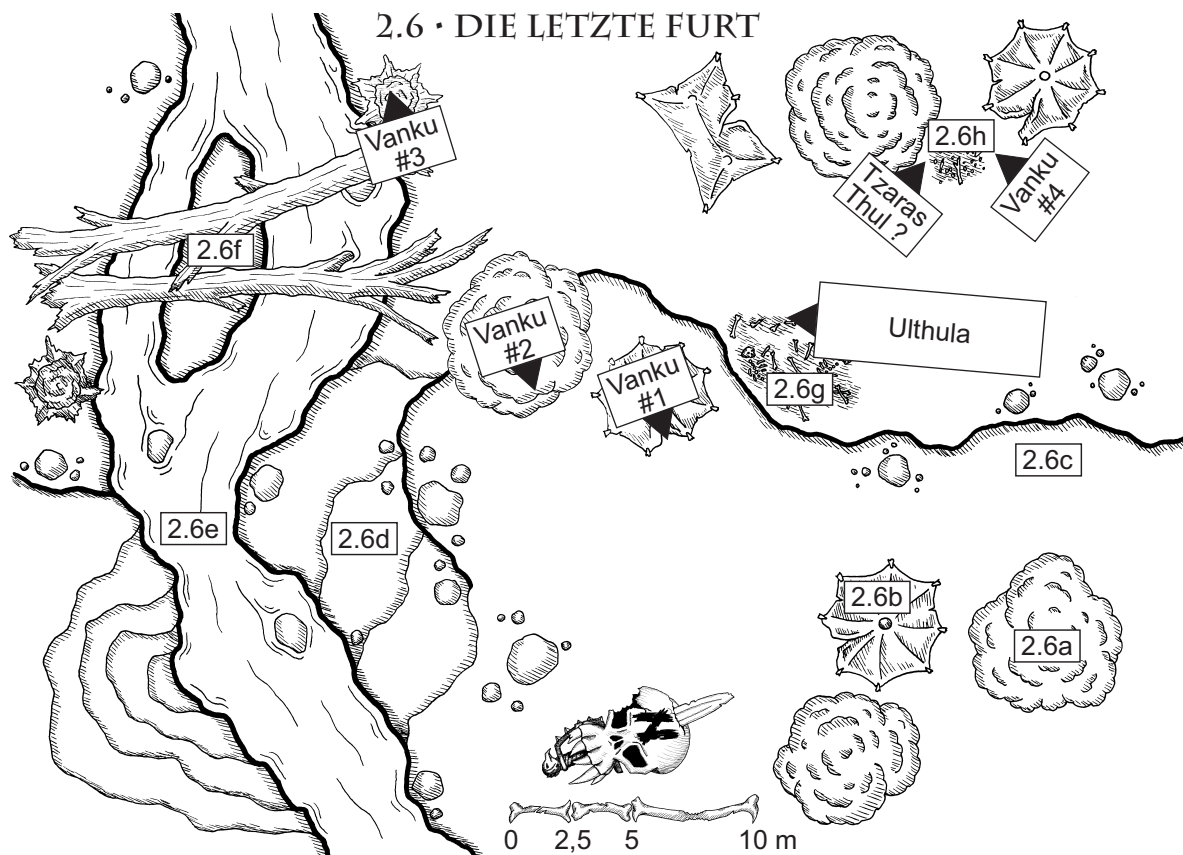 2.6 · DIE LETZTE FURT
Vanku
#3
2.6h
Tzaras
Thul ?
Vanku
#4
2.6f
Vanku
#2
Ulthula
Vanku
#1
2.6g
2.6c
2.6e
2.6d
2.6b
2.6a
0 2,5 5 10 m